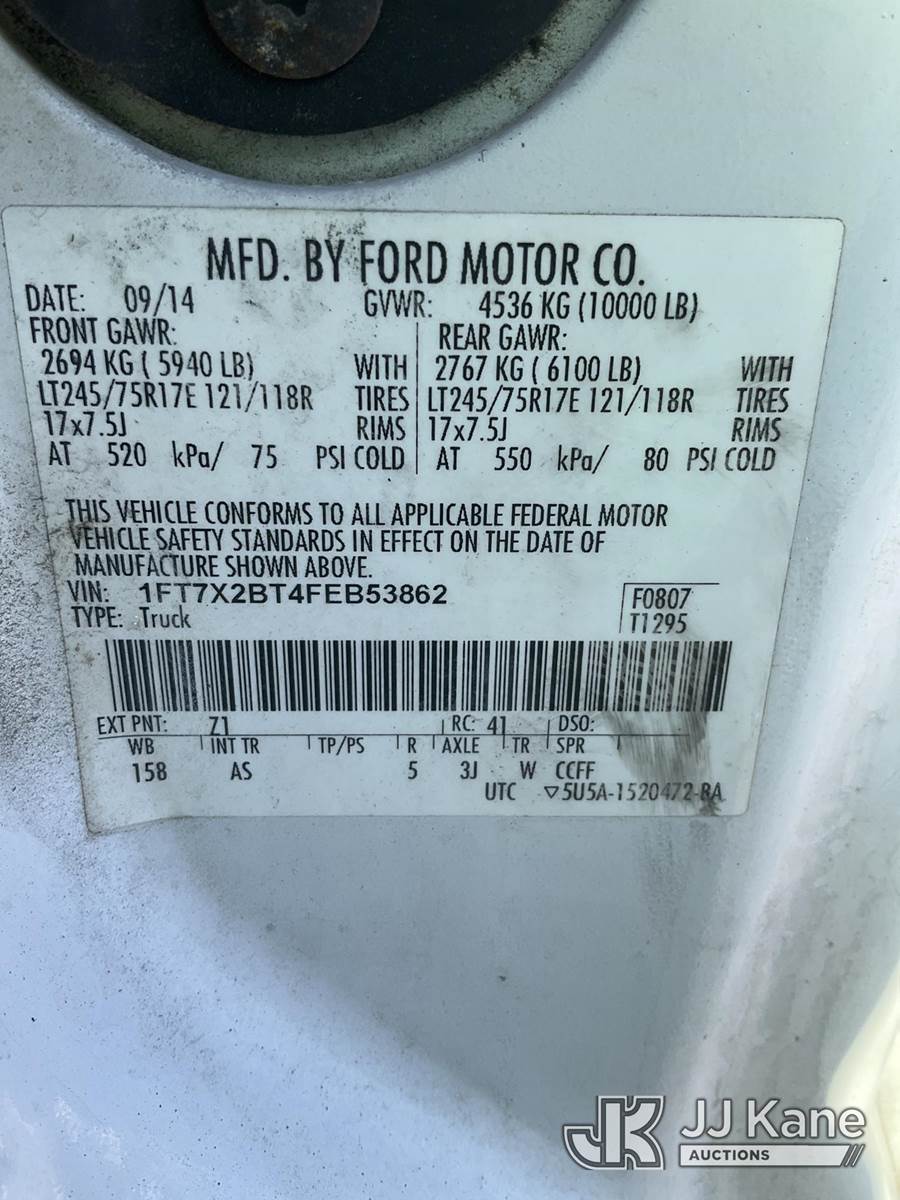 MFD. BY FORD MOTOR CO.
DATE: 09/14 GVWR: 4536 KG (10000 LB)
FRONT GAWR: REAR GAWR:
2694 KG ( 5940 LB) WITH 2767 KG ( 6100 LB) WITH
LT245/75R17E 121/118R TIRES LT245/75R17E 121/118R TIRES
17x7.5J RIMS 17x7.5J RIMS
AT 520 kPa/ 75 PSI COLD AT 550 kPa/ 80 PSI COLD
THIS VEHICLE CONFORMS TO ALL APPLICABLE FEDERAL MOTOR
VEHICLE SAFETY STANDARDS IN EFFECT ON THE DATE OF
MANUFACTURE SHOWN ABOVE.
VIN: 1FT7X2BT4FEB53862 F0807
TYPE: Truck T1295
EXT PNT: Z1 RC: 41 DSO:
WB INT TR TP/PS R AXLE TR SPR
158 AS 5 3J W CCFF
UTC ▽5U5A-1520472-BA
JK JJ Kane
AUCTIONS